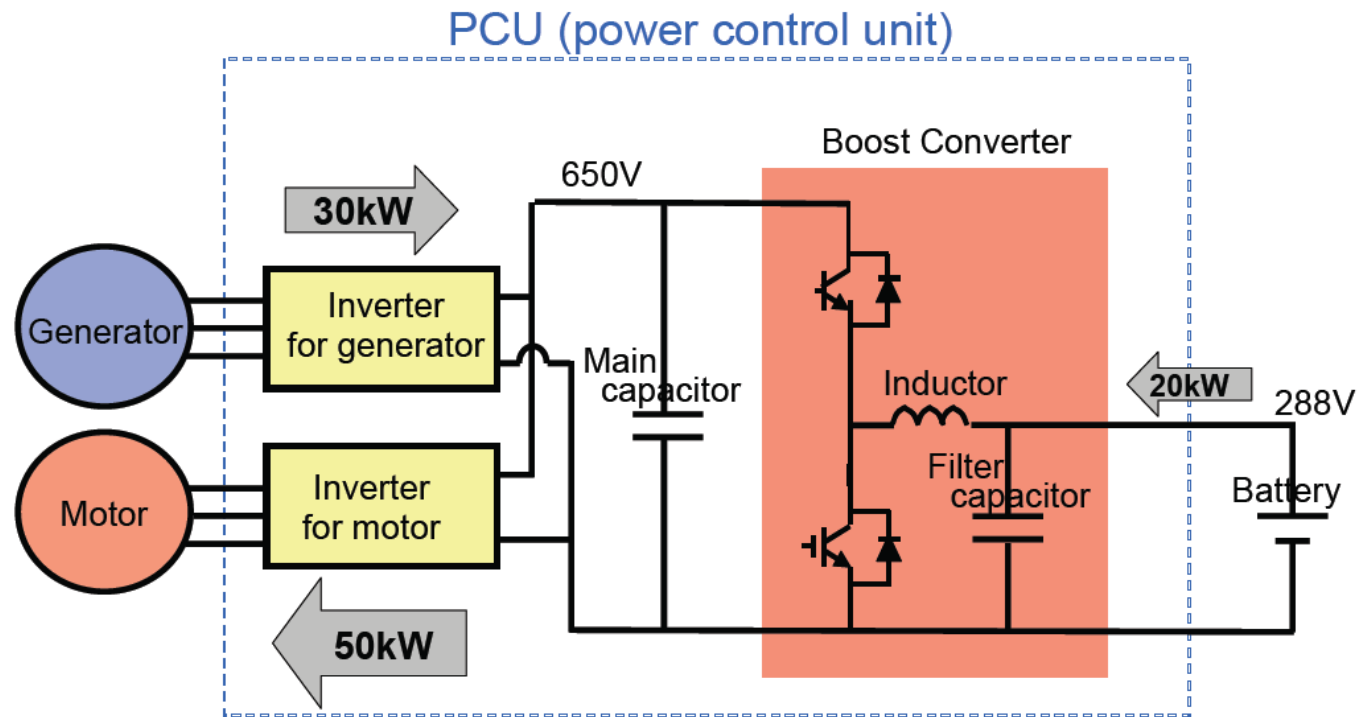 PCU (power control unit)
Boost Converter
650V
30kW
Generator
Inverter
for generator
Main
capacitor
Inductor
20kW
288V
Motor
Inverter
for motor
Filter
capacitor
Battery
50kW